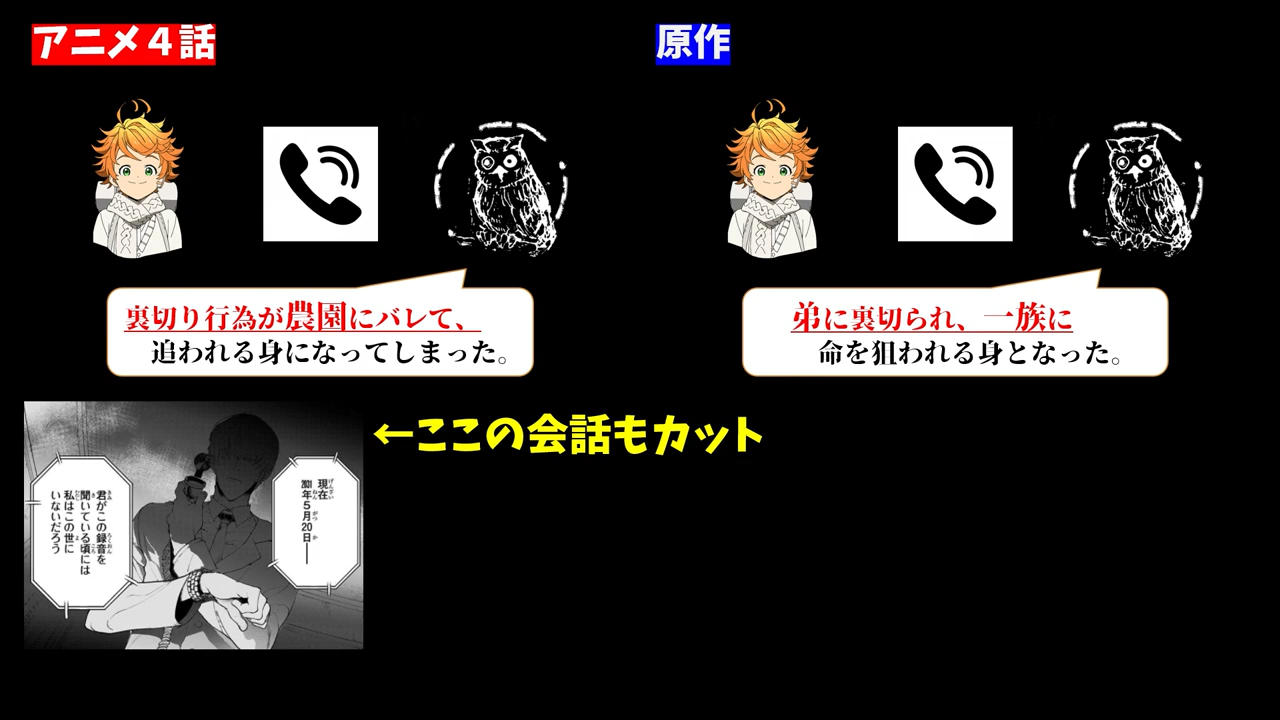 アニメ４話
原作
裏切り行為が農園にバレて、
追われる身になってしまった。
弟に裏切られ、一族に
命を狙われる身となった。
←ここの会話もカット
現在
2031年5月20日―
君がこの録音を
聞いている頃には
私はこの世に
いないだろう